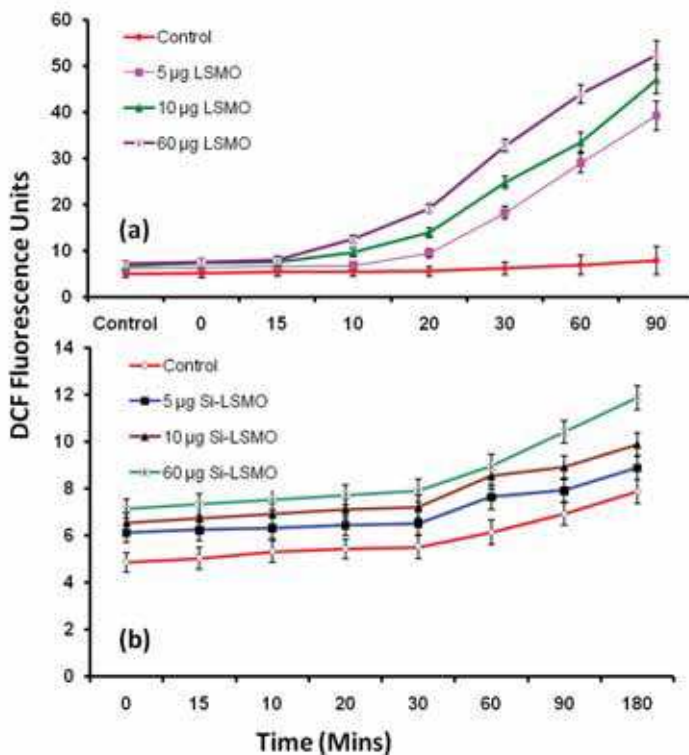 DCF Fluorescence Units
60
50
40
30
20
10
0
Control
5 µg LSMO
10 µg LSMO
60 µg LSMO
(a)
Control 0 15 10 20 30 60 90
14
12
10
8
6
4
2
0
Control
5 µg Si-LSMO
10 µg Si-LSMO
60 µg Si-LSMO
(b)
0 15 10 20 30 60 90 180
Time (Mins)